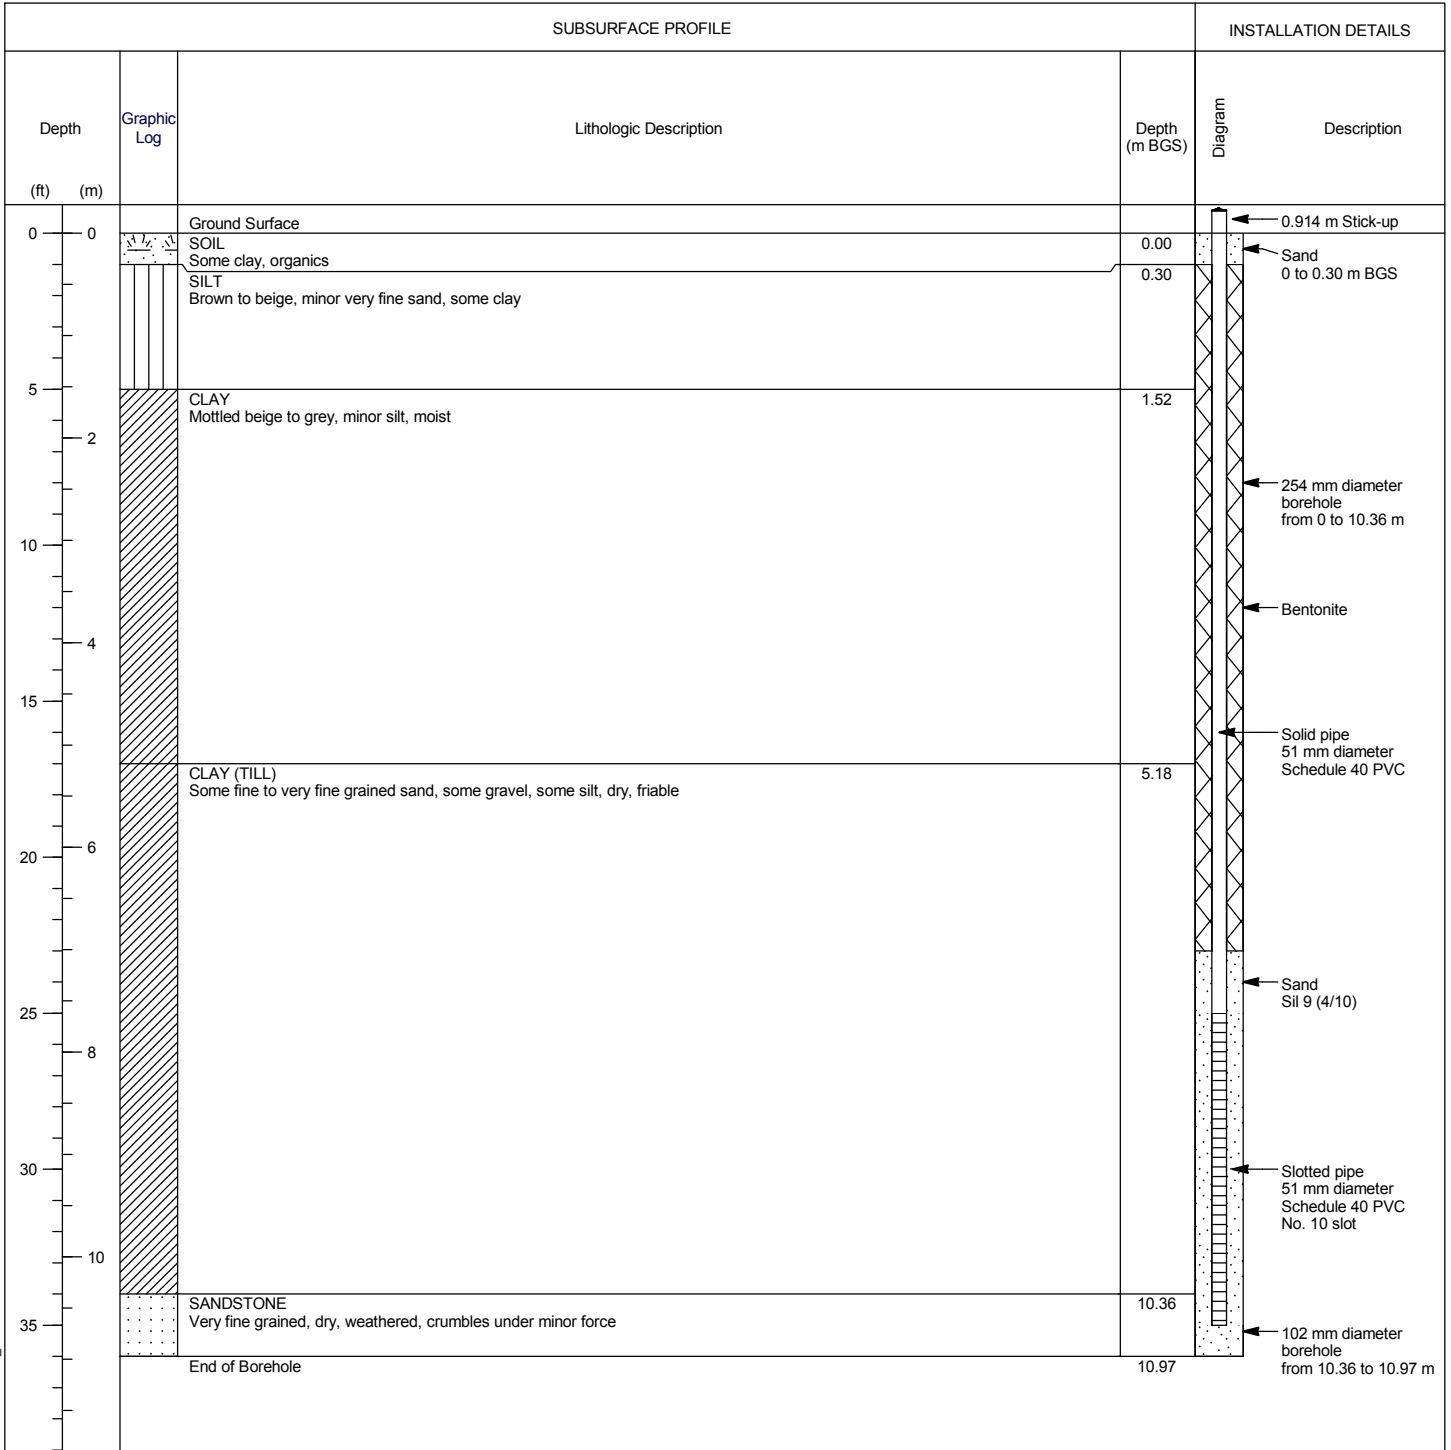 SUBSURFACE PROFILE
INSTALLATION DETAILS
Depth
(ft) (m)
Graphic
Log
Lithologic Description
Depth
(m BGS)
Diagram
Description
Ground Surface
0.914 m Stick-up
0 0
SOIL
Some clay, organics
0.00
Sand
0 to 0.30 m BGS
SILT
Brown to beige, minor very fine sand, some clay
0.30
5
CLAY
Mottled beige to grey, minor silt, moist
1.52
2
254 mm diameter
borehole
from 0 to 10.36 m
10
Bentonite
4
15
Solid pipe
51 mm diameter
Schedule 40 PVC
CLAY (TILL)
Some fine to very fine grained sand, some gravel, some silt, dry, friable
5.18
6
20
Sand
Sil 9 (4/10)
25
8
30
Slotted pipe
51 mm diameter
Schedule 40 PVC
No. 10 slot
10
SANDSTONE
Very fine grained, dry, weathered, crumbles under minor force
10.36
35
102 mm diameter
borehole
from 10.36 to 10.97 m
End of Borehole
10.97